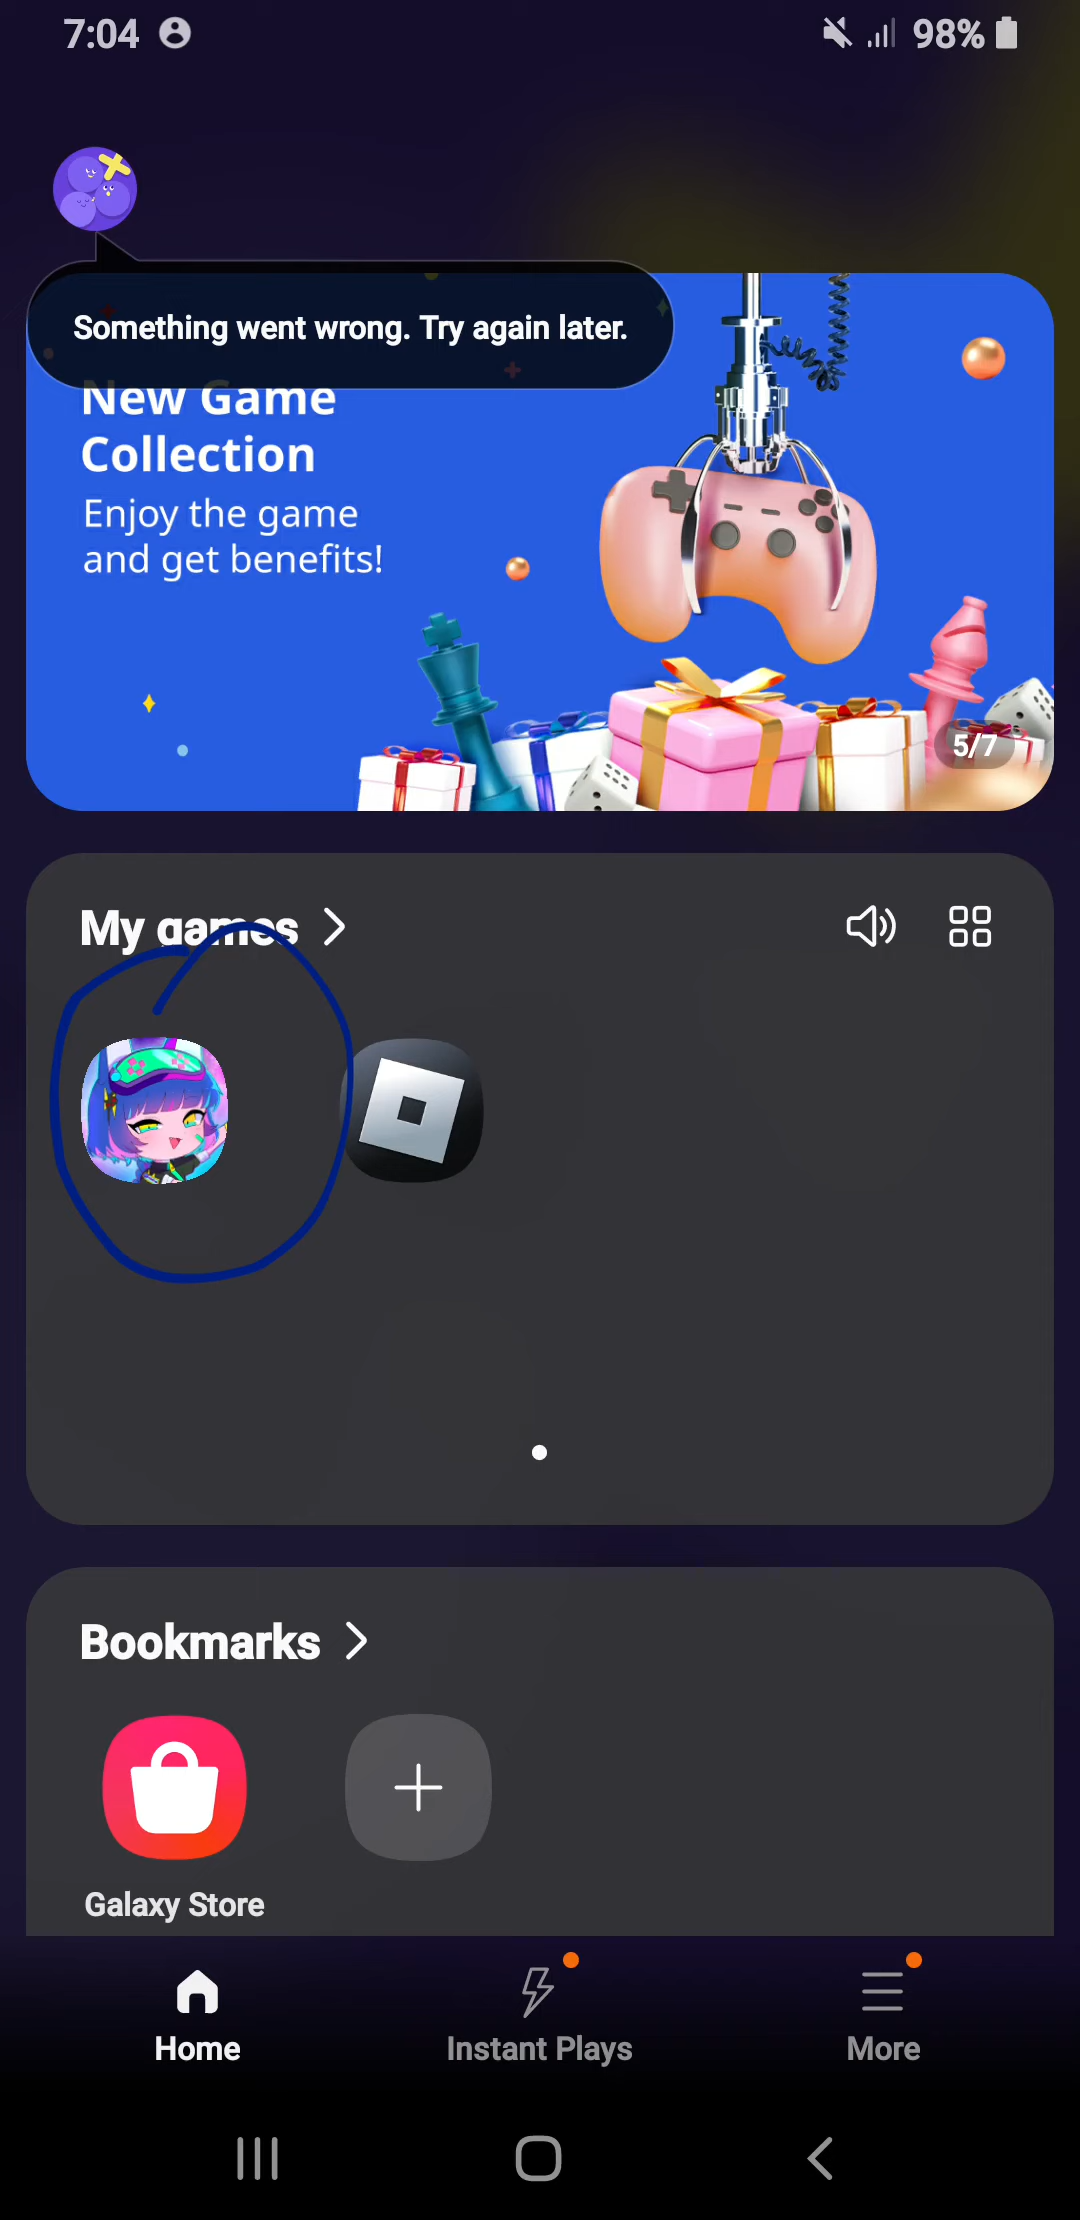 7:04
98%
Something went wrong. Try again later.
New Game
Collection
Enjoy the game
and get benefits!
5/7
My games
Bookmarks
Galaxy Store
Home
Instant Plays
More